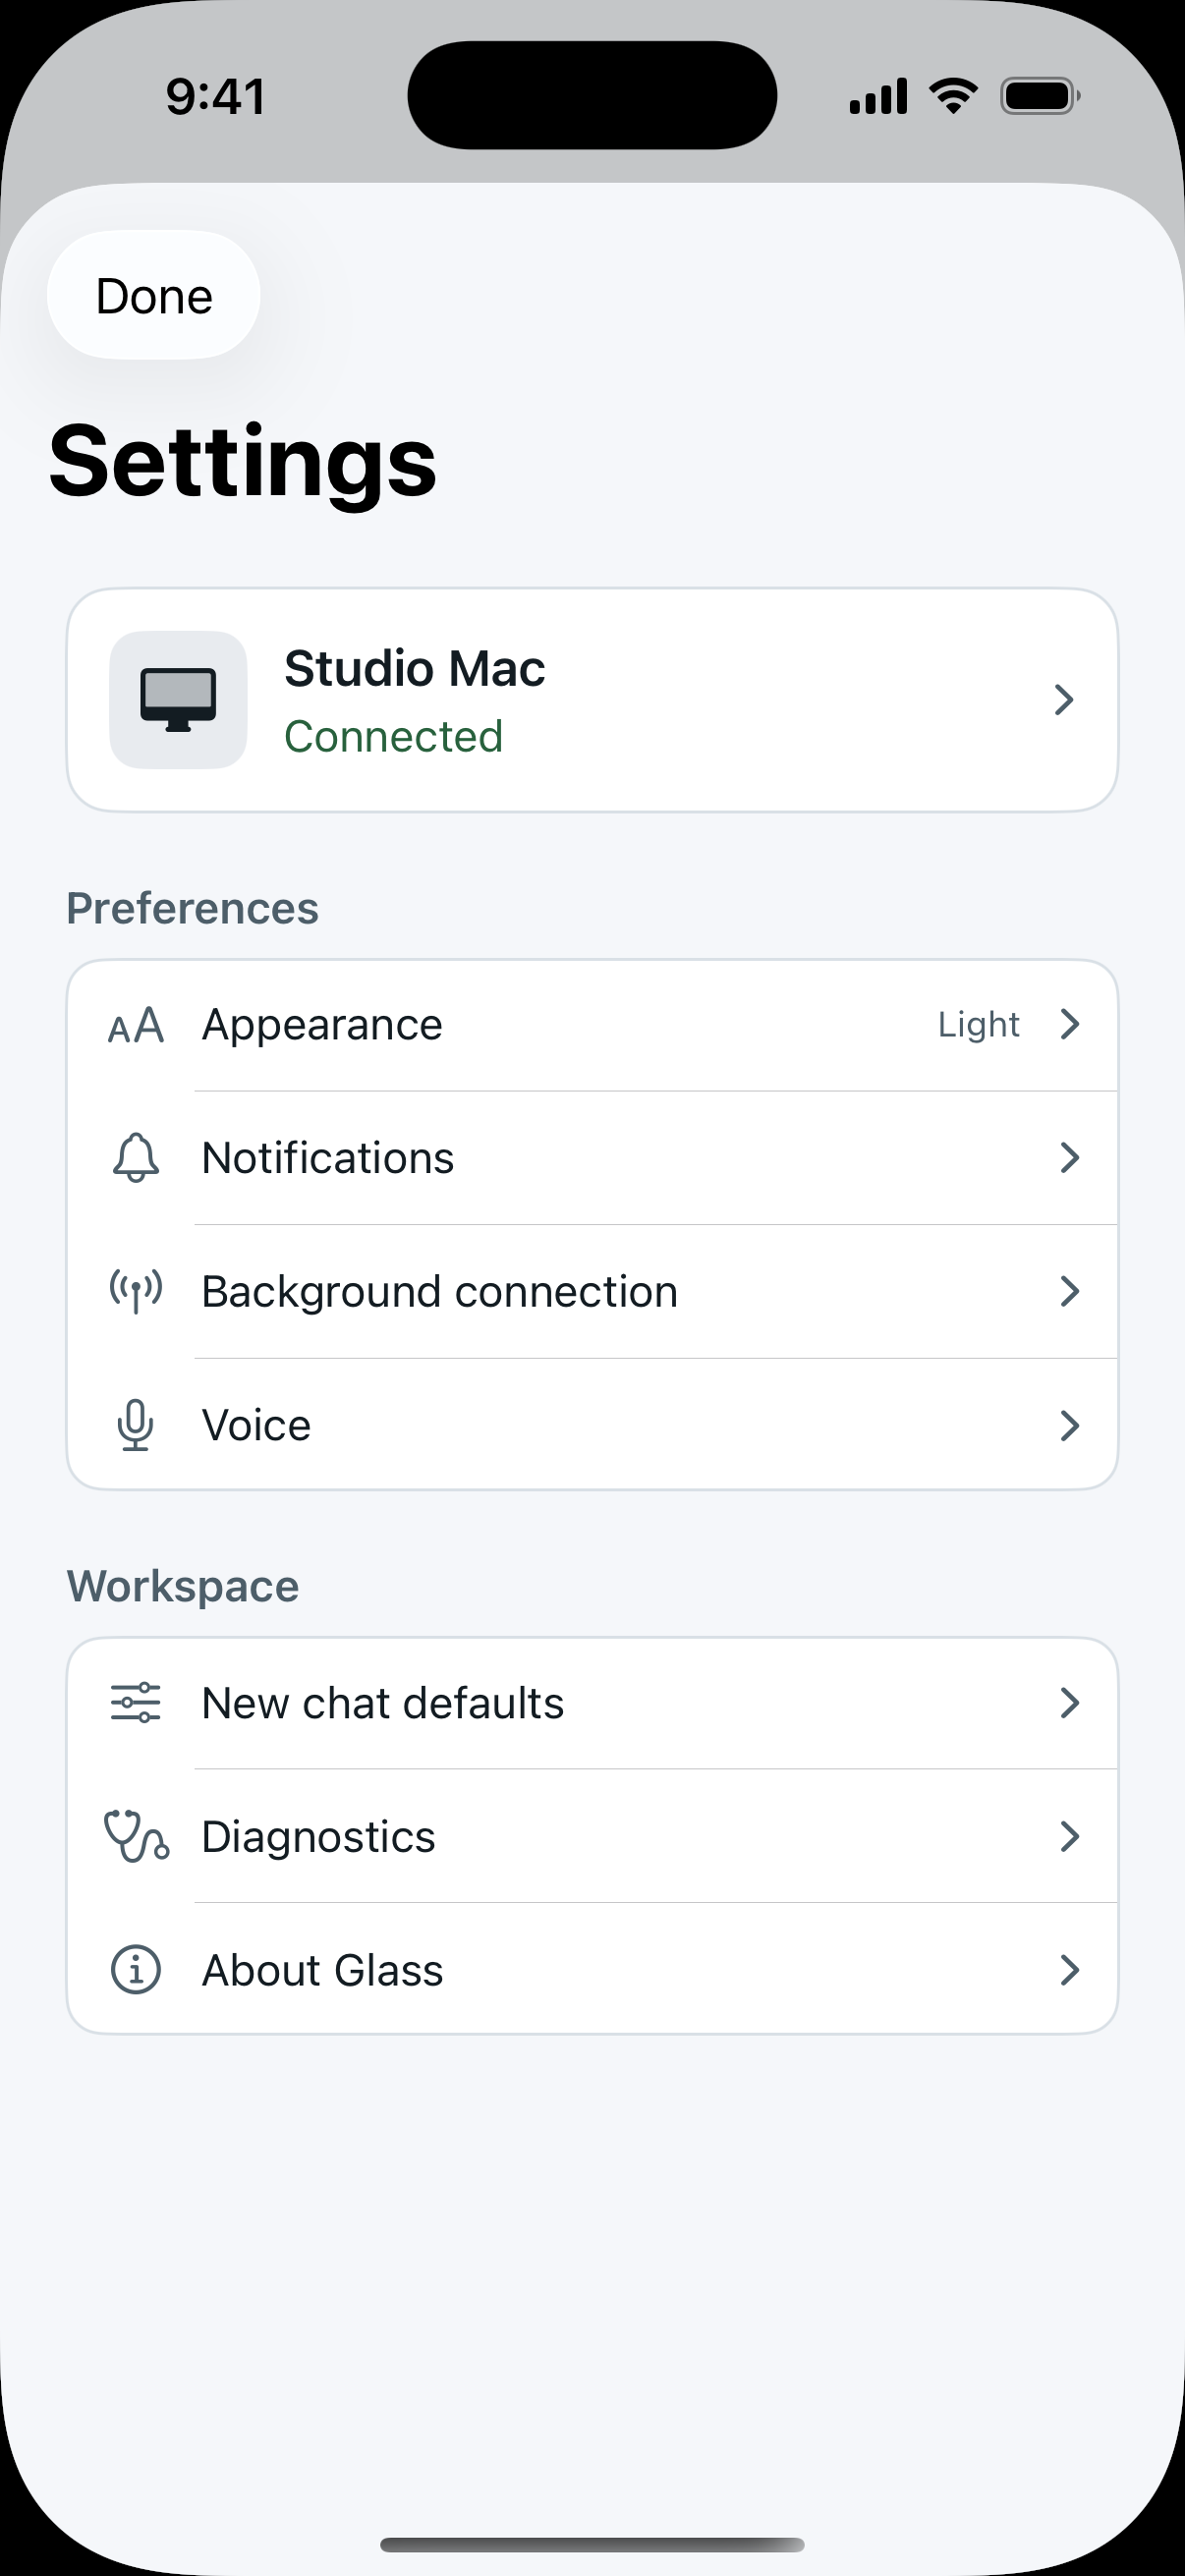 9:41
Done
Settings
Studio Mac
Connected
Preferences
Appearance Light
Notifications
Background connection
Voice
Workspace
New chat defaults
Diagnostics
About Glass